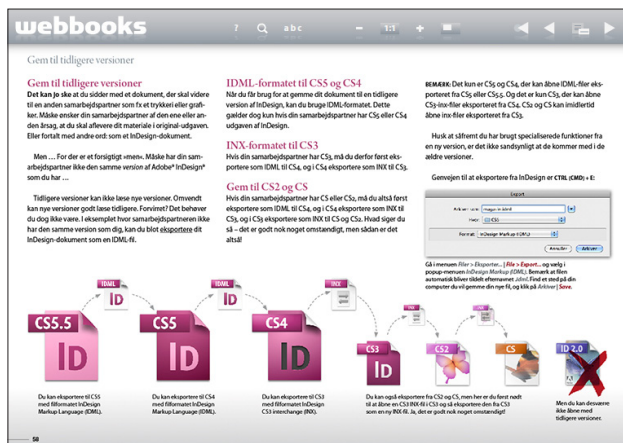 webbooks
? abc 1:1
Gem til tidligere versioner
Gem til tidligere versioner
Det kan jo ske at du sidder med et dokument, der skal videre
til en anden samarbejdspartner som fx et trykkeri eller grafi-
ker. Måske ønsker din samarbejdspartner af den ene eller an-
den årsag, at du skal aflevere dit materiale i original-udgaven.
Eller fortalt med andre ord: som et InDesign-dokument.
Men … For der er et forsigtigt «men». Måske har din sam-
arbejdspartner ikke den samme version af Adobe® InDesign®
som du har …
Tidligere versioner kan ikke læse nye versioner. Omvendt
kan nye versioner godt læse tidligere. Forvirret? Det behøver
du dog ikke være. I eksemplet hvor samarbejdspartneren ikke
har den samme version som dig, kan du blot eksportere dit
InDesign-dokument som en IDML-fil.
IDML-formatet til CS5 og CS4
Når du får brug for at gemme dit dokument til en tidligere
version af InDesign, kan du bruge IDML-formatet. Dette
gælder dog kun hvis din samarbejdspartner har CS5 eller CS4
udgaven af InDesign.
INX-formatet til CS3
Hvis din samarbejdspartner har CS3, må du derfor først eks-
portere som IDML til CS4, og i CS4 eksportere som INX til CS3.
Gem til CS2 og CS
Hvis din samarbejdspartner har CS eller CS2, må du altså først
eksportere som IDML til CS4, og i CS4 eksportere som INX til
CS3, og i CS3 eksportere som INX til CS og CS2. Hvad siger du
så – det er godt nok noget omstændigt, men sådan er det
altså!
BEMÆRK: Det kun er CS5 og CS4, der kan åbne IDML-filer eks-
porteret fra CS5 eller CS5.5. Og det er kun CS3, der kan åbne
CS3-inx-filer eksporteret fra CS4. CS2 og CS kan imidlertid
åbne inx-filer eksporteret fra CS3.
Husk at såfremt du har brugt specialiserede funktioner fra
en ny version, er det ikke sandsynligt at de kommer med i de
ældre versioner.
Genvejen til at eksportere fra InDesign er CTRL (CMD) + E:
Export
Arkiver som:
Hvor: CS5
Format: InDesign Markup (IDML)
Annuller Arkiver
Gå i menuen Filer > Eksporter... | File > Export... og vælg i
popup-menuen InDesign Markup (IDML). Bemærk at filen
automatisk bliver tildelt efternavnet .idml. Find et sted på din
computer du vil gemme din nye fil, og klik på Arkiver | Save.
IDML
ID
IDML
ID
INX
INX
INX
CS5.5
ID
CS5
ID
CS4
ID
CS3
ID
CS2
CS
ID 2.0
Du kan eksportere til CS5
med filformatet InDesign
Markup Language (IDML).
Du kan eksportere til CS4
med filformatet InDesign
Markup Language (IDML).
Du kan eksportere til CS3
med filformatet InDesign
CS3 interchange (INX).
Du kan også eksportere fra CS2 og CS, men her er du først nødt
til at åbne en CS3 INX-fil i CS3 og så eksportere den fra CS3
som en ny INX-fil. Ja, det er godt nok noget omstændigt!
Men du kan desværre
ikke åbne med
tidligere versioner.
58